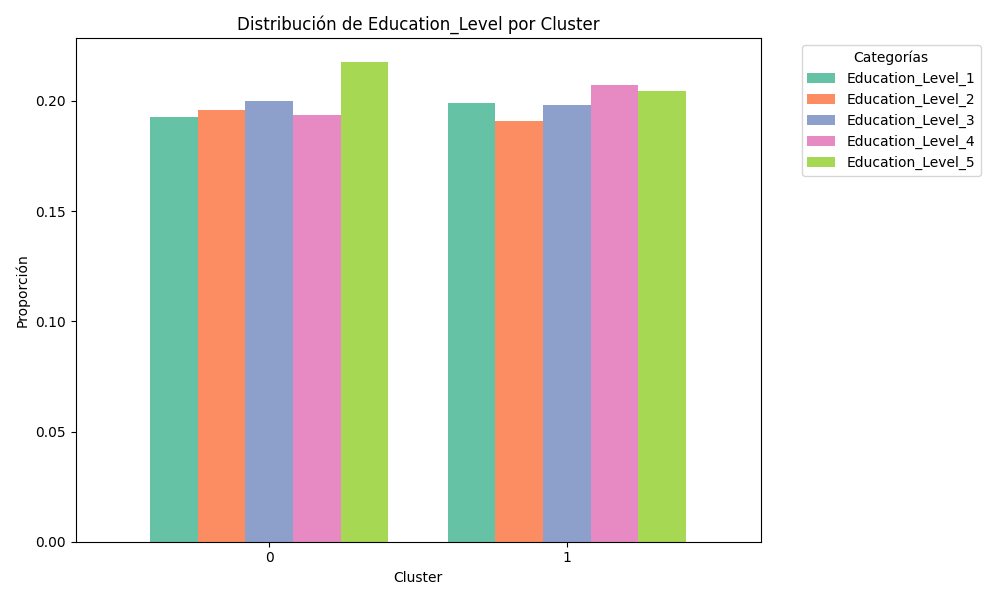 Distribución de Education_Level por Cluster
Categorías
Education_Level_1
Education_Level_2
Education_Level_3
Education_Level_4
Education_Level_5
Proporción
0.20
0.15
0.10
0.05
0.00
0 1
Cluster